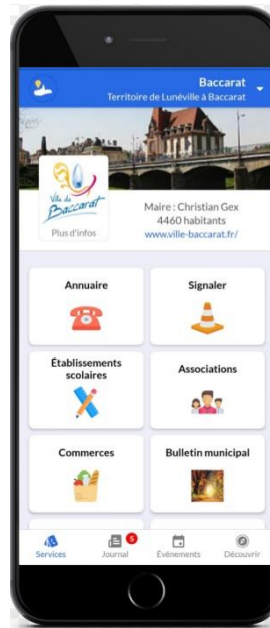 Baccarat
Territoire de Lunéville à Baccarat
Ville de
Baccarat
Plus d'infos
Maire : Christian Gex
4460 habitants
www.ville-baccarat.fr/
Annuaire
Signaler
Établissements
scolaires
Associations
Commerces
Bulletin municipal
5
Services
Journal
Événements
Découvrir